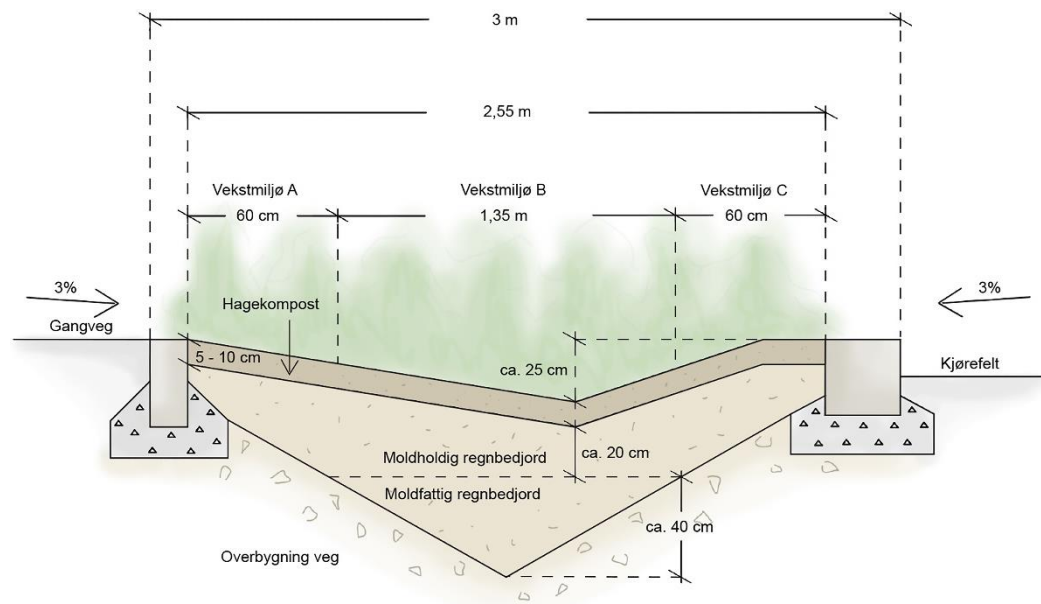 3 m
2,55 m
Vekstmiljø A
Vekstmiljø B
Vekstmiljø C
60 cm
1,35 m
60 cm
3%
3%
Hagekompost
Gangveg
5 - 10 cm
ca. 25 cm
Kjørefelt
Moldholdig regnbedjord
ca. 20 cm
Moldfattig regnbedjord
ca. 40 cm
Overbygning veg